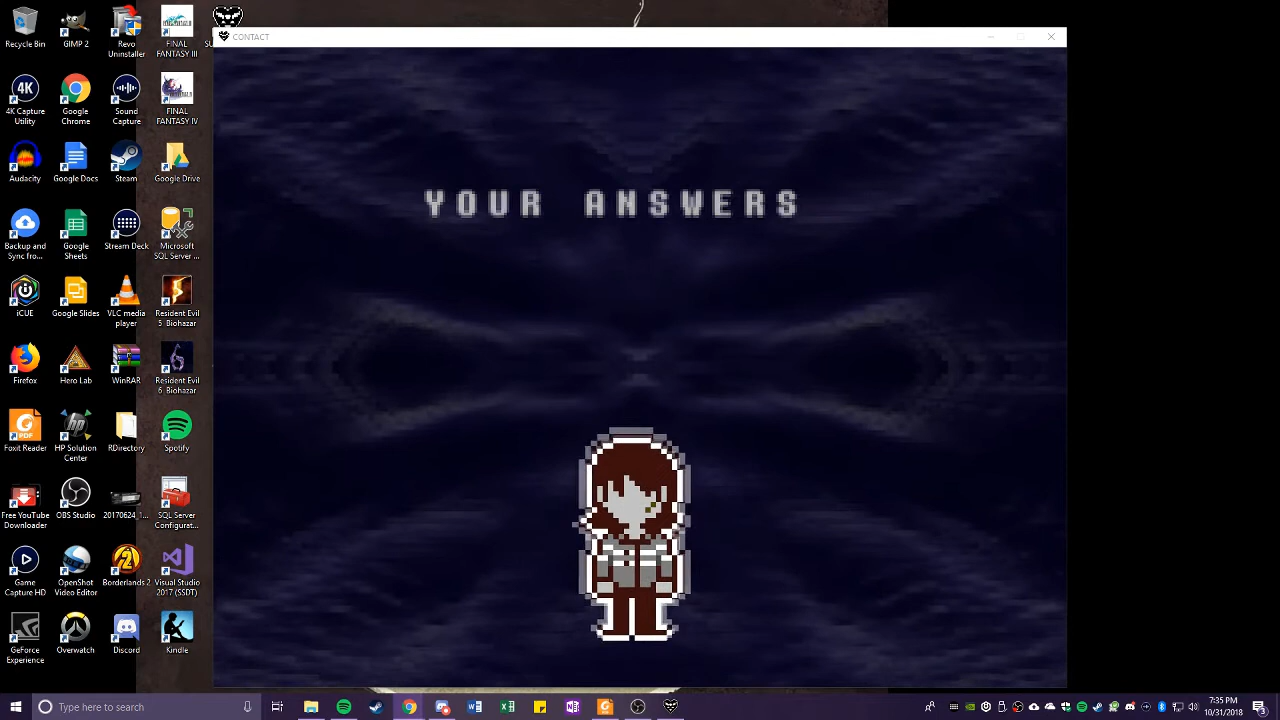 CONTACT
YOUR ANSWERS
Recycle Bin
GIMP 2
Revo
Uninstaller
FINAL
FANTASY III
4K Capture
Utility
Google
Chrome
Sound
Capture
FINAL
FANTASY IV
Audacity
Google Docs
Steam
Google Drive
Backup and
Sync fro...
Google
Sheets
Stream Deck
Microsoft
SQL Server ...
iCUE
Google Slides
VLC media
player
Resident Evil
5 Biohazar
Firefox
Hero Lab
WinRAR
Resident Evil
6 Biohazar
PDF
Foxit Reader
HP Solution
Center
RDirectory
Spotify
Free YouTube
Downloader
OBS Studio
20170624_1...
SQL Server
Configurat...
Game
Capture HD
OpenShot
Video Editor
Borderlands 2
Visual Studio
2017 (SSDT)
GeForce
Experience
Overwatch
Discord
Kindle
Type here to search
7:35 PM
10/31/2018